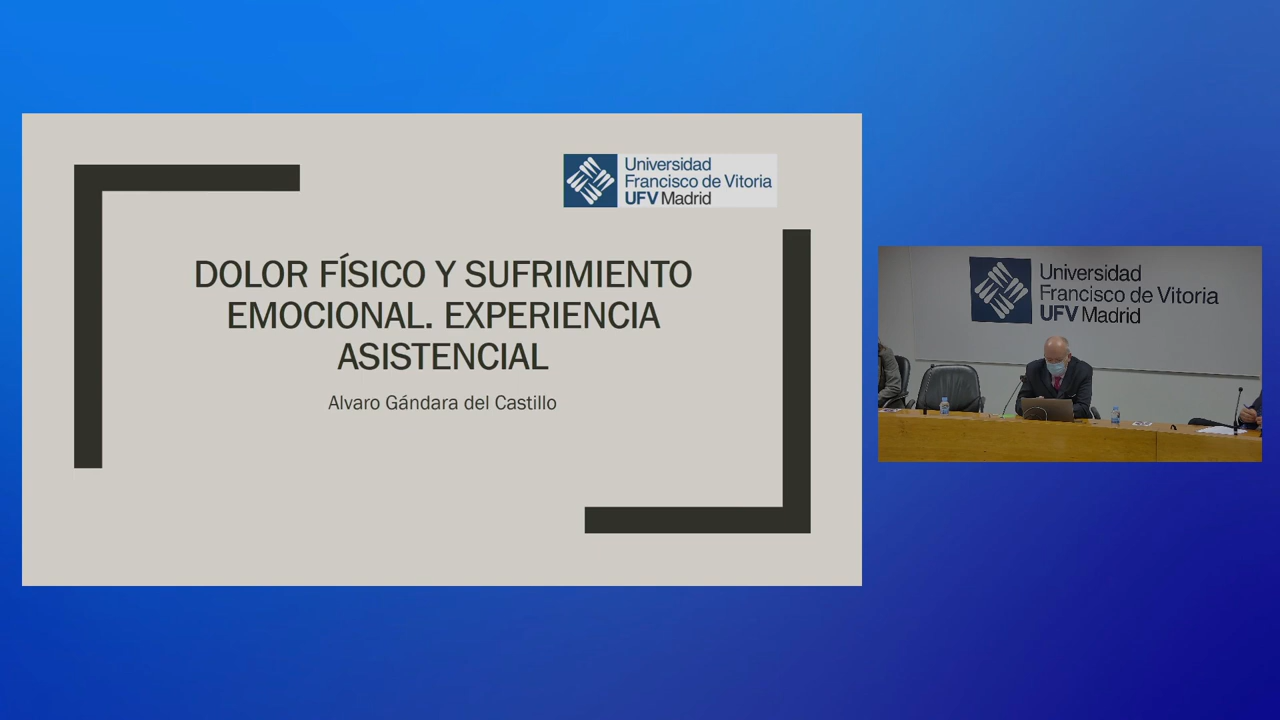 Universidad
Francisco de Vitoria
UFV Madrid
DOLOR FÍSICO Y SUFRIMIENTO
EMOCIONAL. EXPERIENCIA
ASISTENCIAL
Alvaro Gándara del Castillo
Universidad
Francisco de Vitoria
UFV Madrid